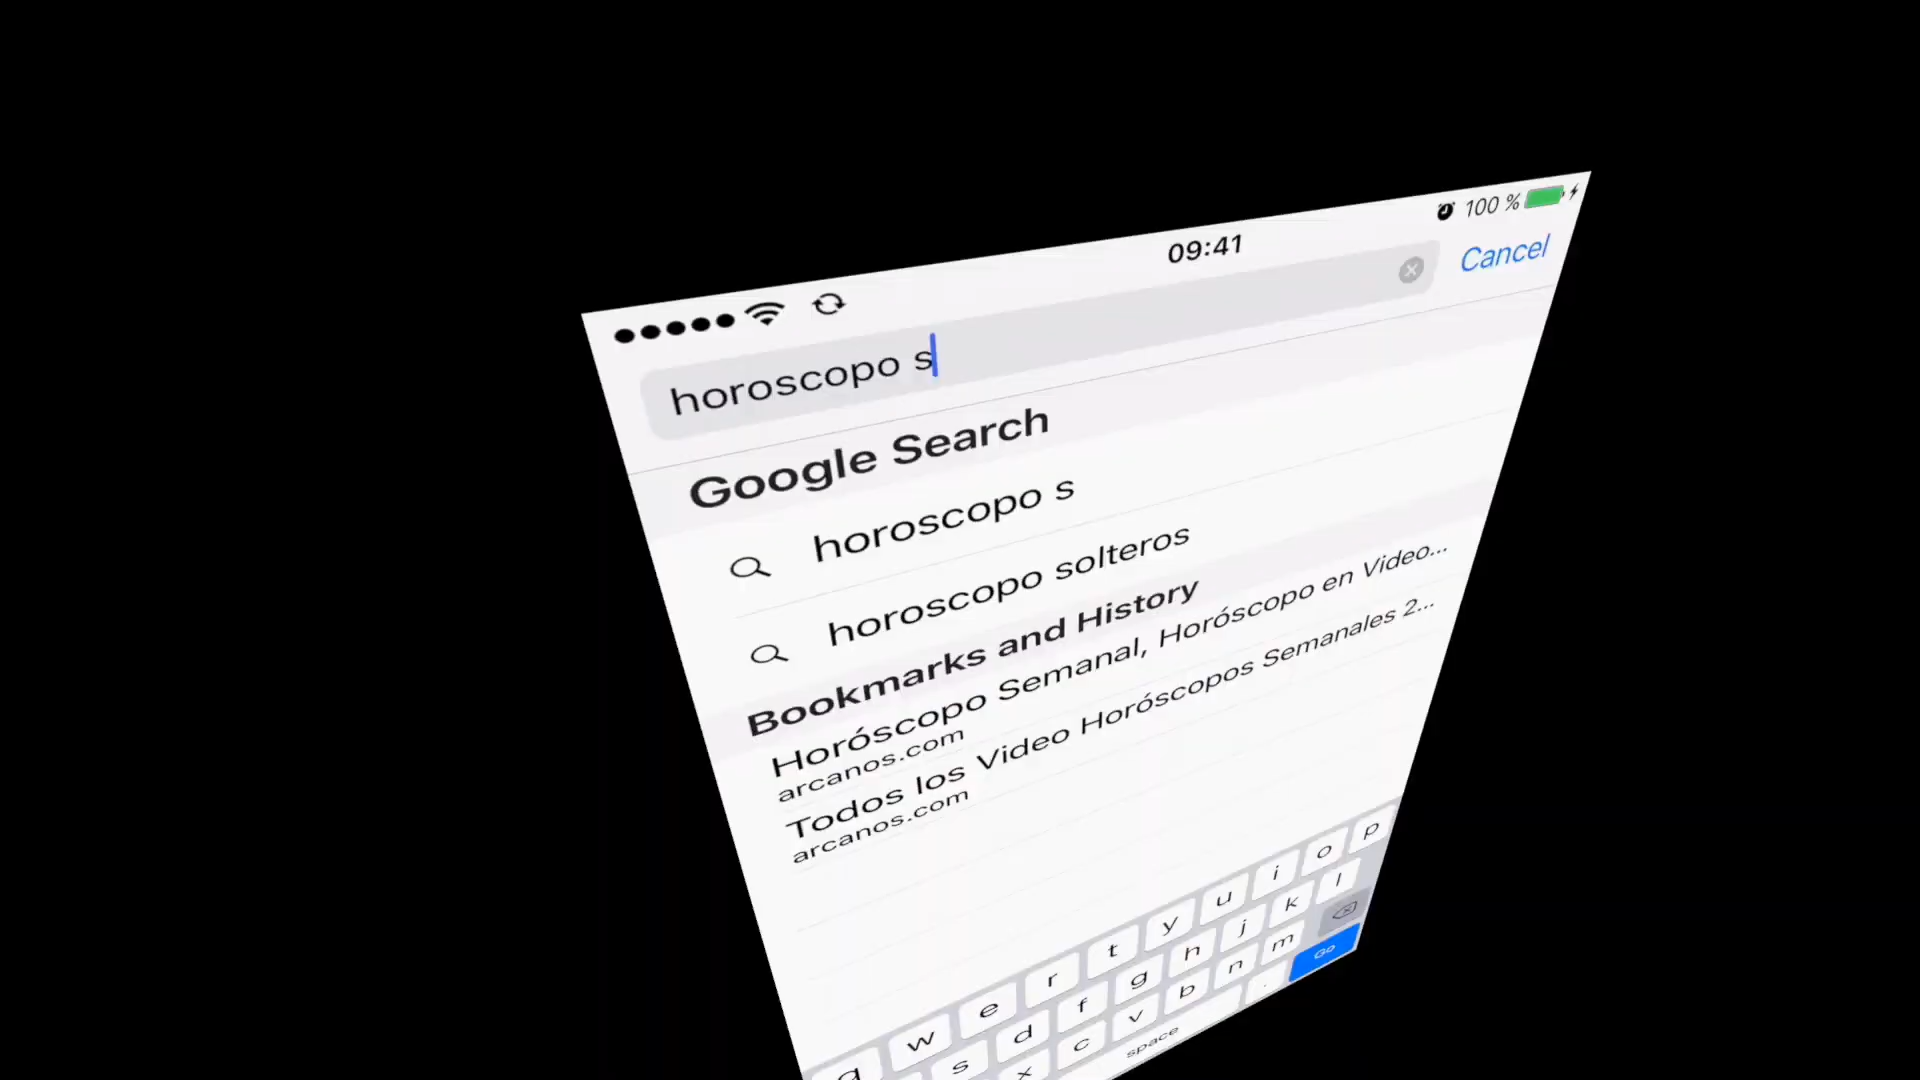 09:41
100 %
horoscopo s
Cancel
Google Search
horoscopo s
horoscopo solteros
Bookmarks and History
Horóscopo Semanal, Horóscopo en Video...
arcanos.com
Todos los Video Horóscopos Semanales 2...
arcanos.com
q w e r t y u i o p
s d f g h j k l
x c v b n m
space . Go